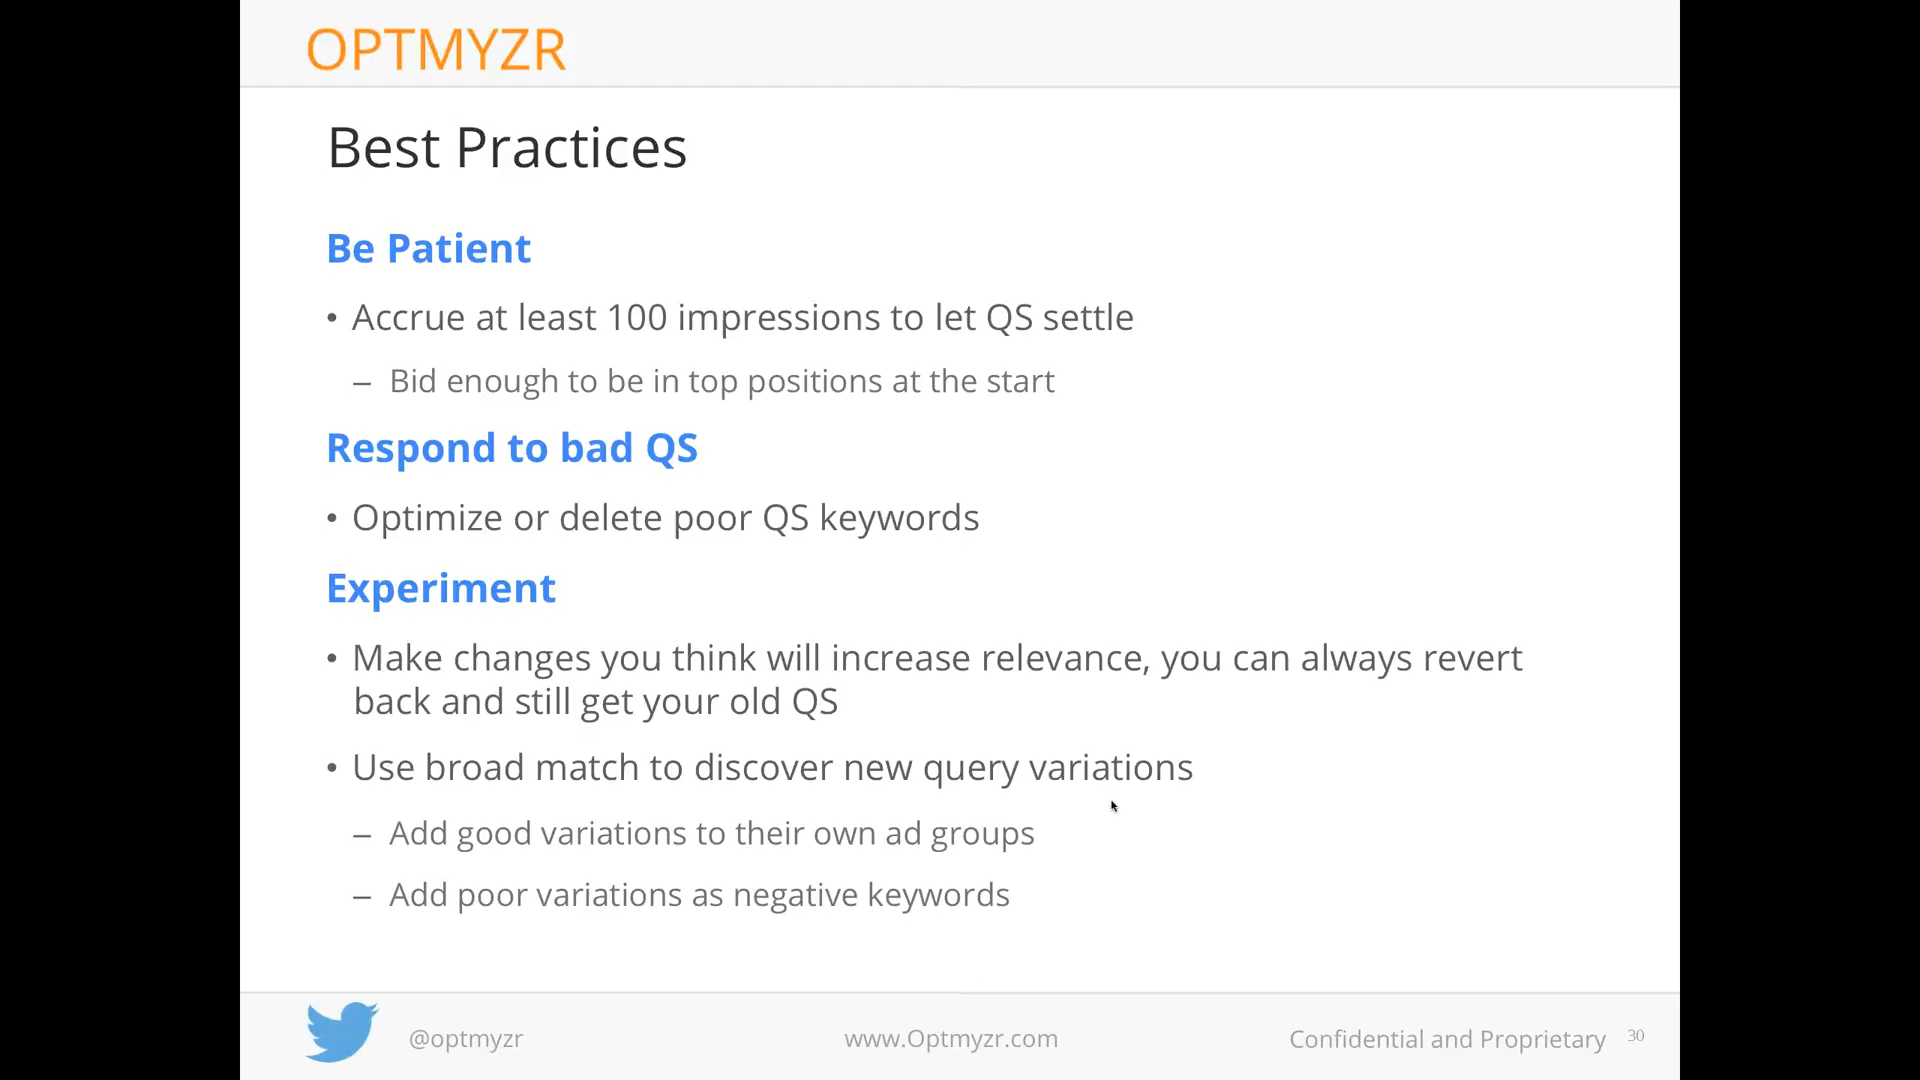 OPTMYZR
Best Practices
Be Patient
• Accrue at least 100 impressions to let QS settle
– Bid enough to be in top positions at the start
Respond to bad QS
• Optimize or delete poor QS keywords
Experiment
• Make changes you think will increase relevance, you can always revert
back and still get your old QS
• Use broad match to discover new query variations
– Add good variations to their own ad groups
– Add poor variations as negative keywords
@optmyzr www.Optmyzr.com Confidential and Proprietary 30